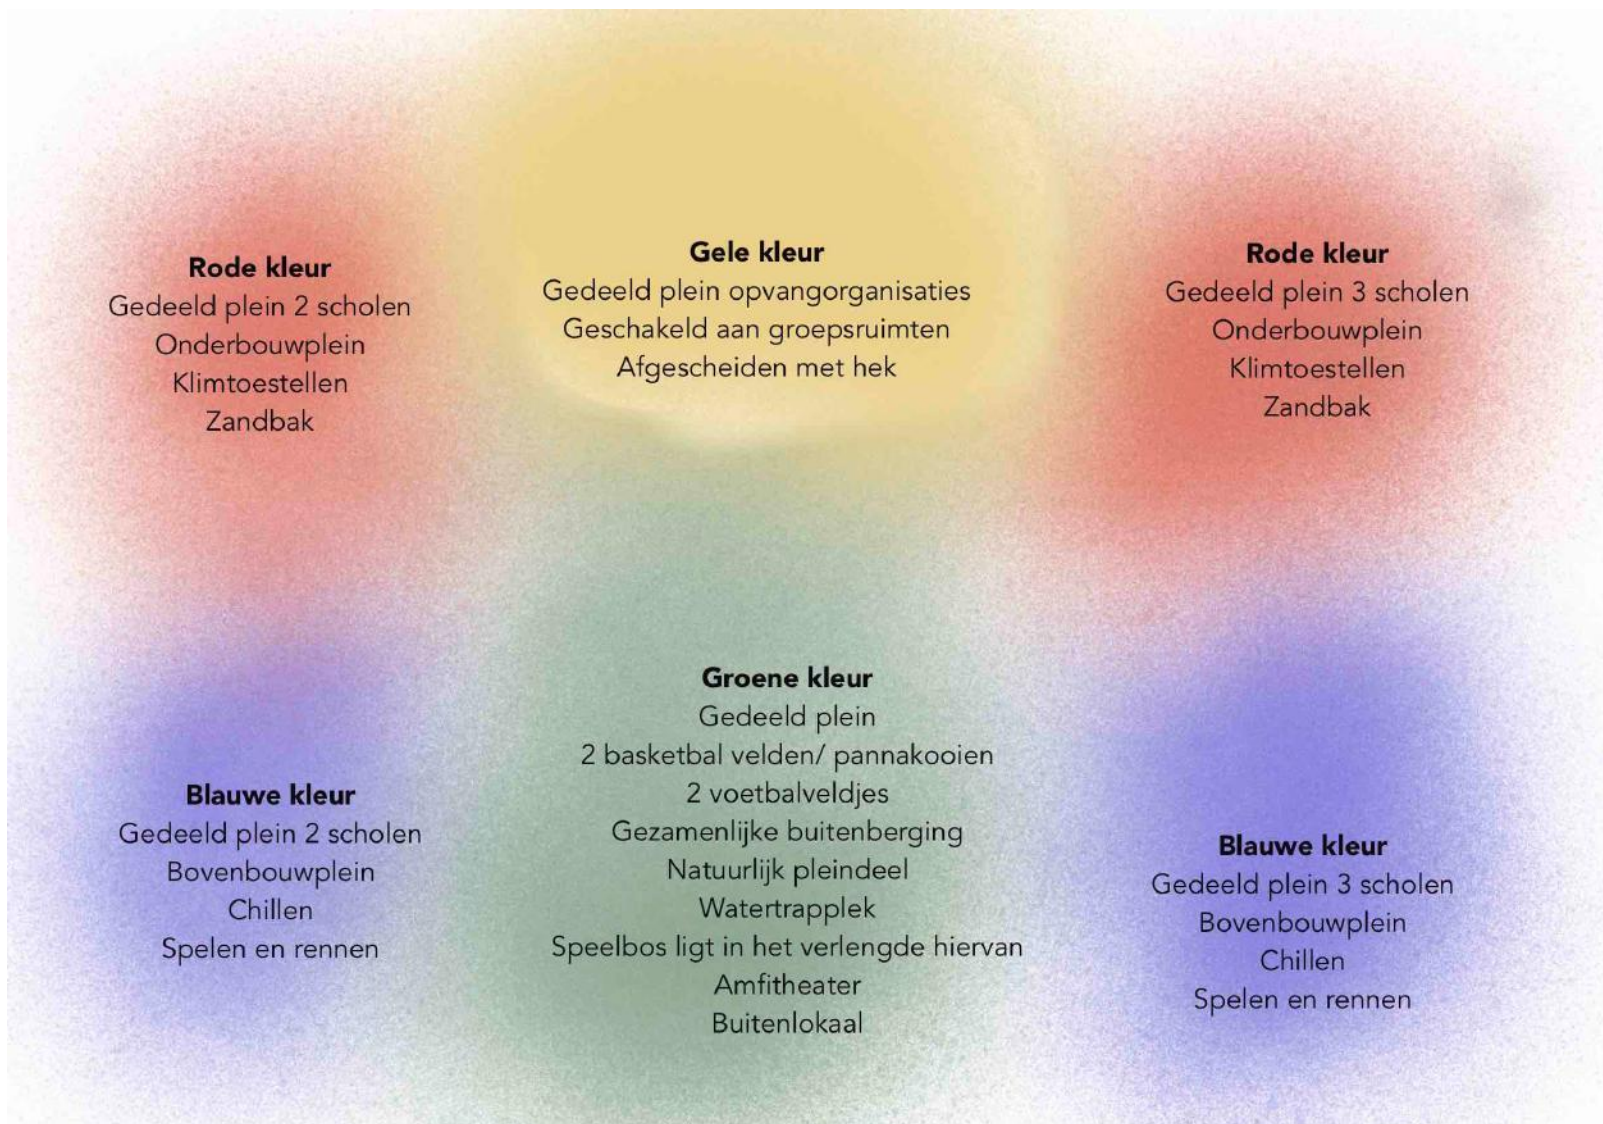 Rode kleur
Gedeeld plein 2 scholen
Onderbouwplein
Klimtoestellen
Zandbak
Gele kleur
Gedeeld plein opvangorganisaties
Geschakeld aan groepsruimten
Afgescheiden met hek
Rode kleur
Gedeeld plein 3 scholen
Onderbouwplein
Klimtoestellen
Zandbak
Blauwe kleur
Gedeeld plein 2 scholen
Bovenbouwplein
Chillen
Spelen en rennen
Groene kleur
Gedeeld plein
2 basketbal velden/ pannakooien
2 voetbalveldjes
Gezamenlijke buitenberging
Natuurlijk pleindeel
Watertrapplek
Speelbos ligt in het verlengde hiervan
Amfitheater
Buitenlokaal
Blauwe kleur
Gedeeld plein 3 scholen
Bovenbouwplein
Chillen
Spelen en rennen